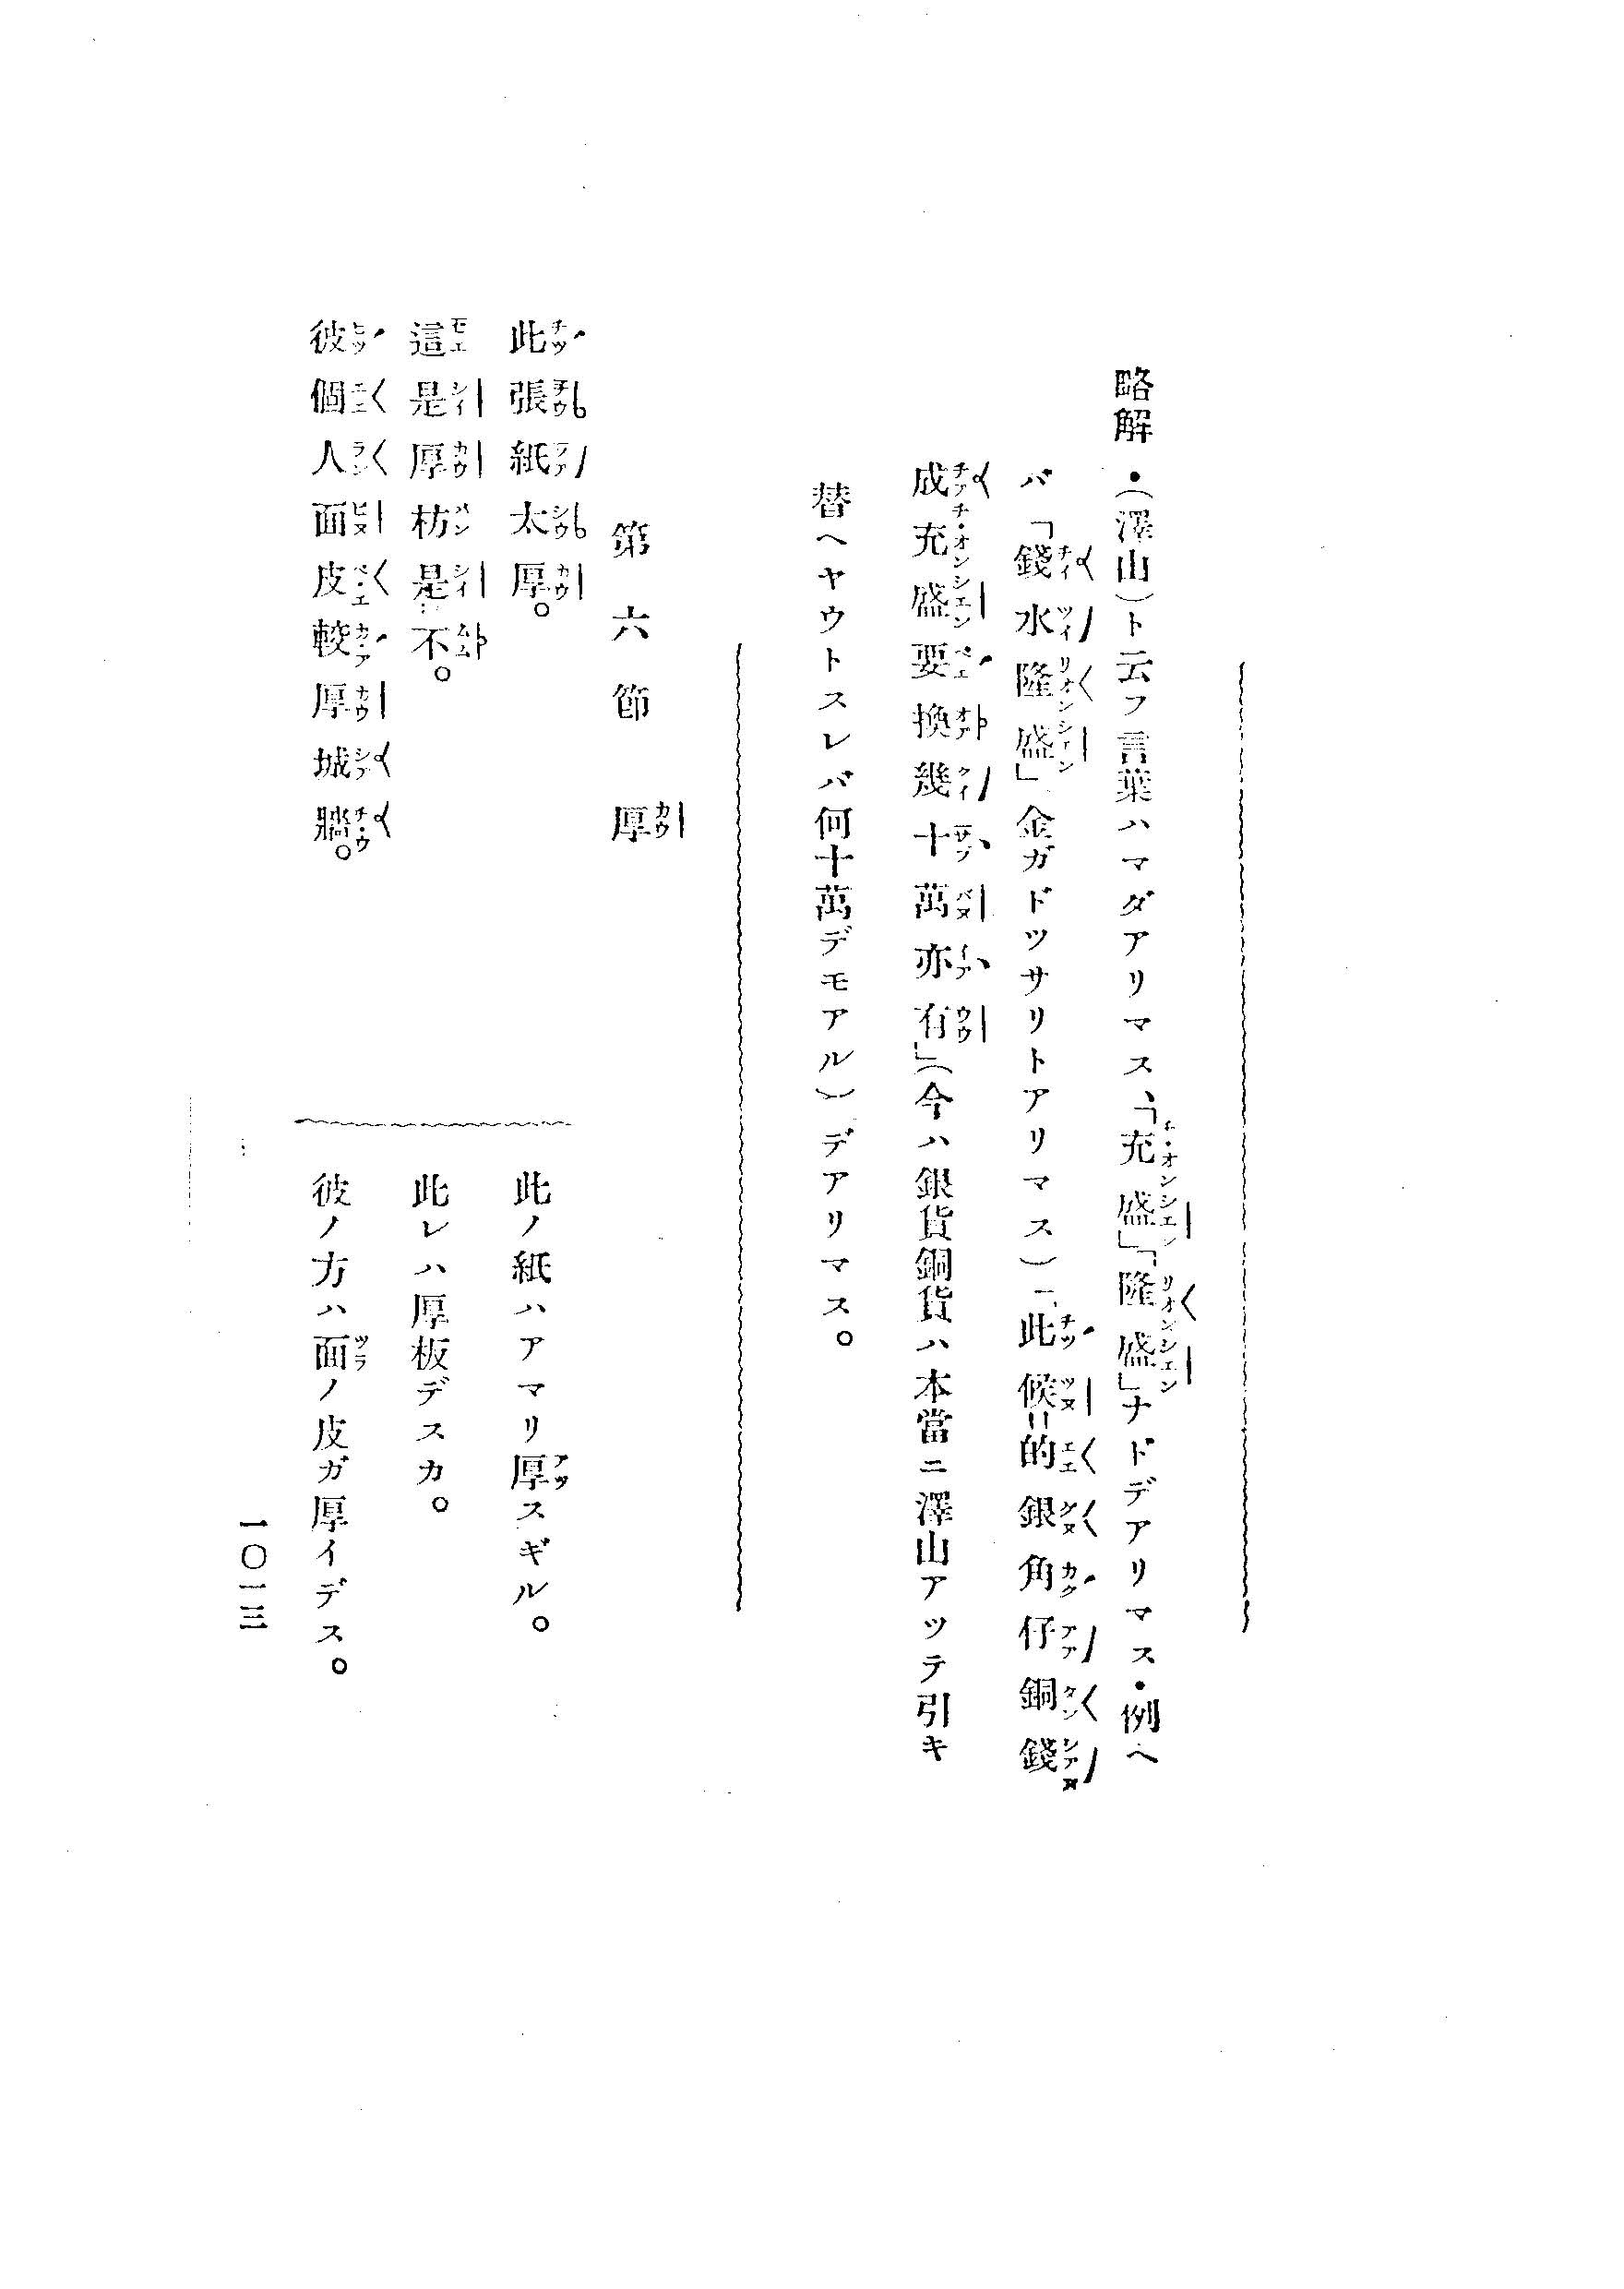 略解・(澤山)ト云フ言葉ハマダアリマス、「充盛」「隆盛」ナドデアリマス・例ヘ
バ「錢水隆盛」金ガドッサリトアリマス)「此候的銀角仔銅錢
成充盛要換幾十萬亦有」(今ハ銀貨銅貨ハ本當ニ澤山アッテ引キ
替ヘヤウトスレバ何十萬デモアル)デアリマス。
第六節 厚
此張紙太厚。
此ノ紙ハアマリ厚スギル。
這是厚枋是不。
此レハ厚板デスカ。
彼個人面皮較厚城牆。
彼ノ方ハ面ノ皮ガ厚イデス。
一〇一三